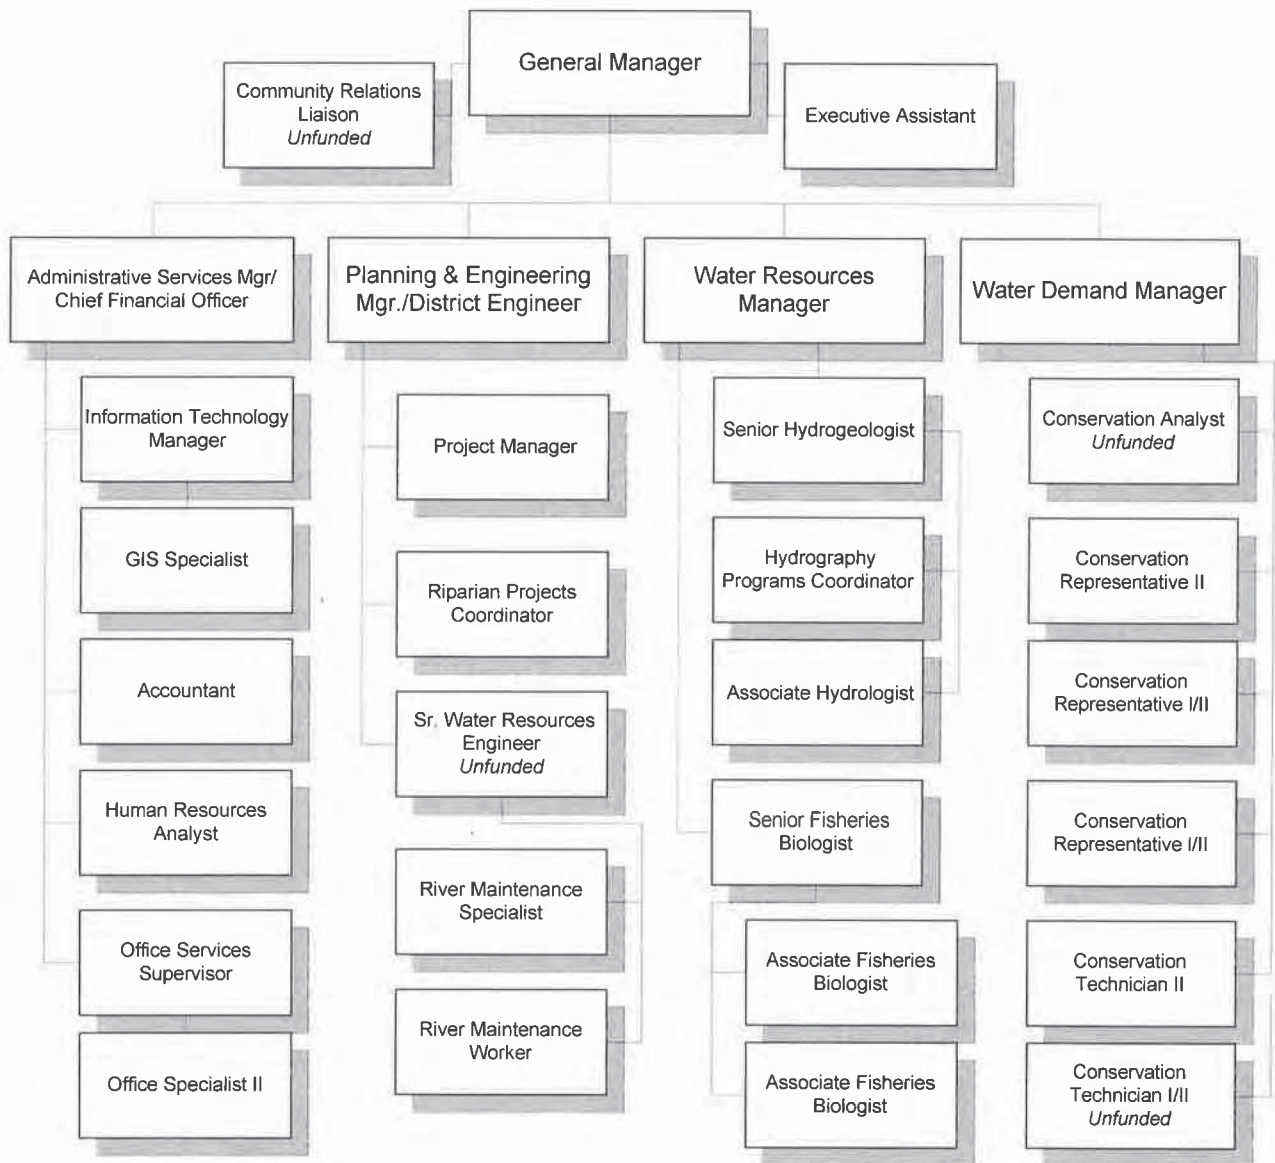 General Manager
Community Relations
Liaison
Unfunded
Executive Assistant
Administrative Services Mgr/
Chief Financial Officer
Planning & Engineering
Mgr./District Engineer
Water Resources
Manager
Water Demand Manager
Information Technology
Manager
GIS Specialist
Accountant
Human Resources
Analyst
Office Services
Supervisor
Office Specialist II
Project Manager
Riparian Projects
Coordinator
Sr. Water Resources
Engineer
Unfunded
River Maintenance
Specialist
River Maintenance
Worker
Senior Hydrogeologist
Hydrography
Programs Coordinator
Associate Hydrologist
Senior Fisheries
Biologist
Associate Fisheries
Biologist
Associate Fisheries
Biologist
Conservation Analyst
Unfunded
Conservation
Representative II
Conservation
Representative I/II
Conservation
Representative I/II
Conservation
Technician II
Conservation
Technician I/II
Unfunded